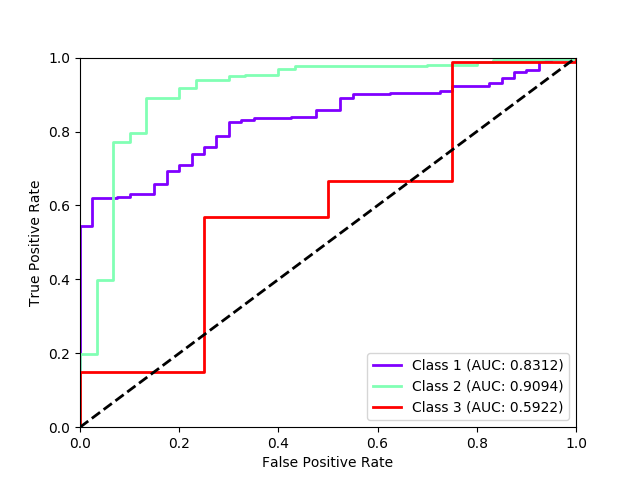 1.0
0.8
0.6
0.4
0.2
0.0
True Positive Rate
Class 1 (AUC: 0.8312)
Class 2 (AUC: 0.9094)
Class 3 (AUC: 0.5922)
0.0 0.2 0.4 0.6 0.8 1.0
False Positive Rate